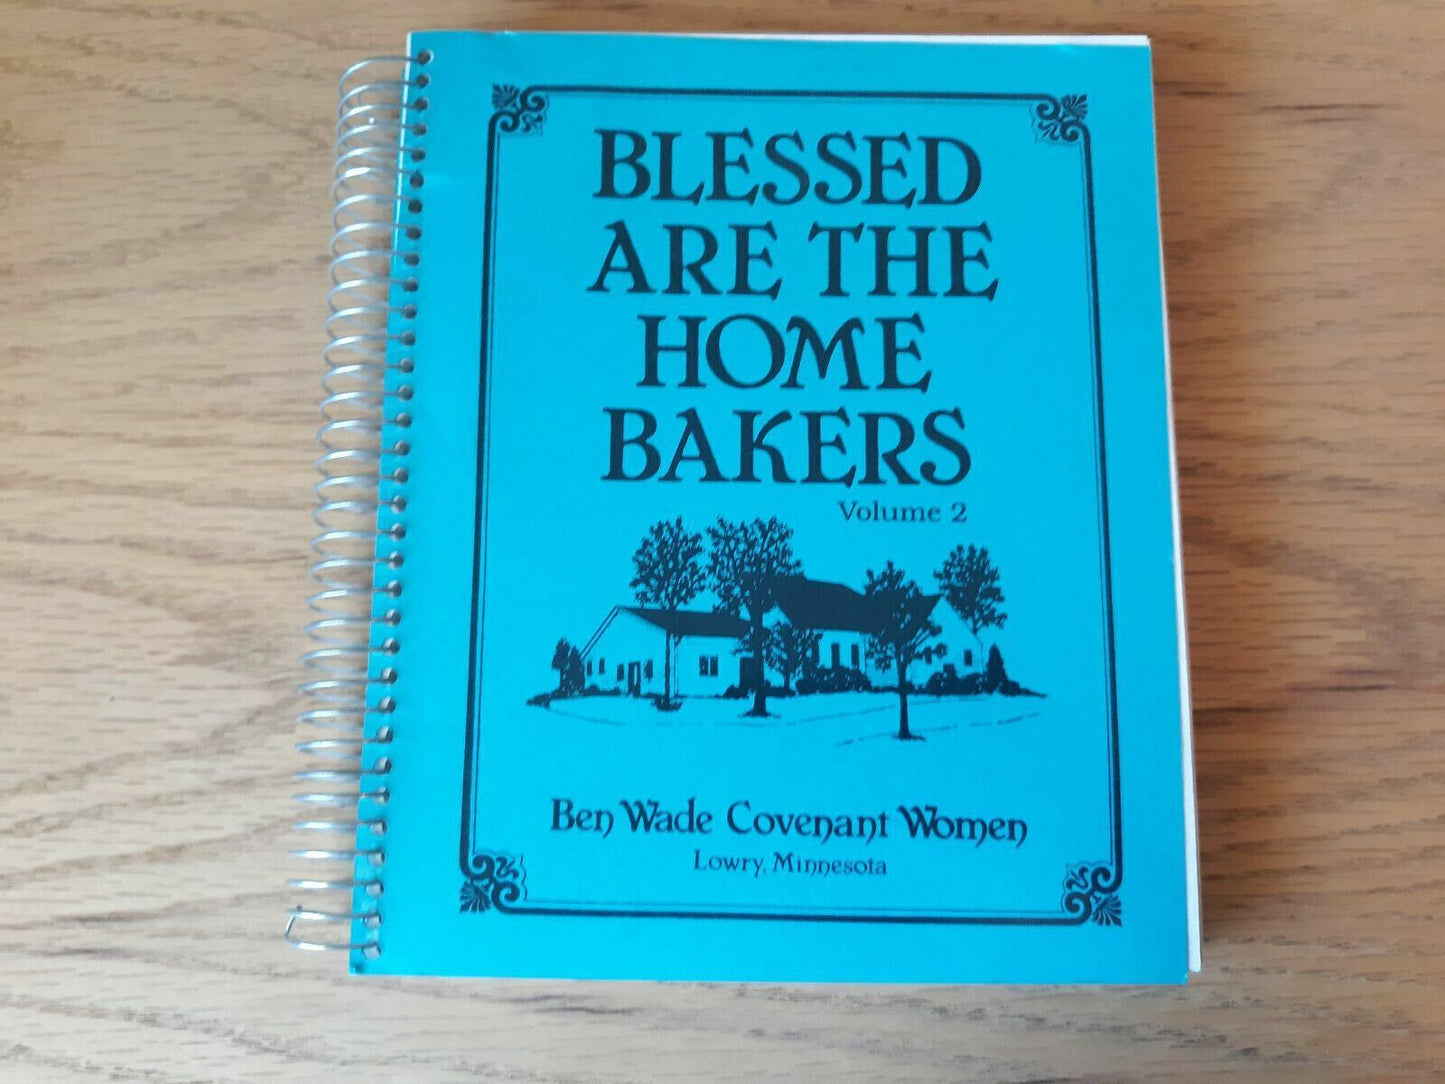 BLESSED
ARE THE
HOME
BAKERS
Volume 2
Ben Wade Covenant Women
Lowry, Minnesota